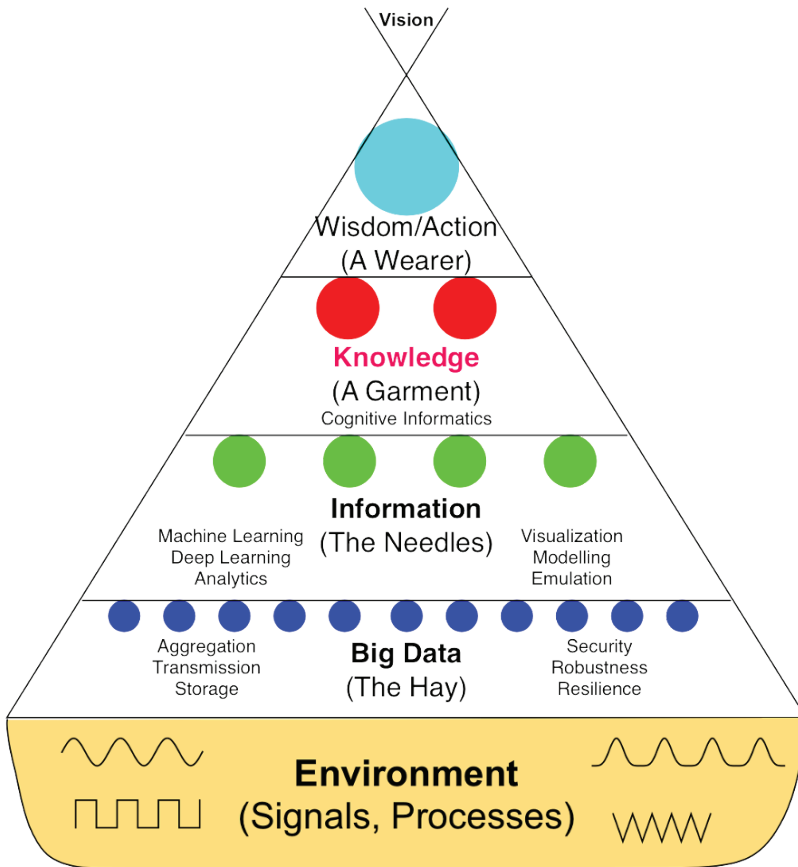 Vision
Wisdom/Action
(A Wearer)
Knowledge
(A Garment)
Cognitive Informatics
Information
(The Needles)
Machine Learning
Deep Learning
Analytics
Visualization
Modelling
Emulation
Big Data
(The Hay)
Aggregation
Transmission
Storage
Security
Robustness
Resilience
Environment
(Signals, Processes)